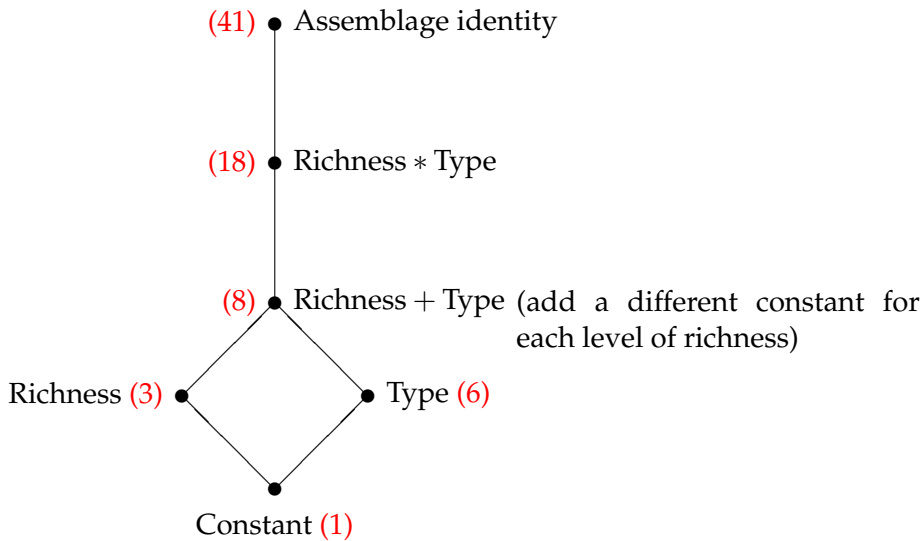 (41) Assemblage identity
(18) Richness ∗ Type
(8) Richness + Type (add a different constant for
each level of richness)
Richness (3) Type (6)
Constant (1)